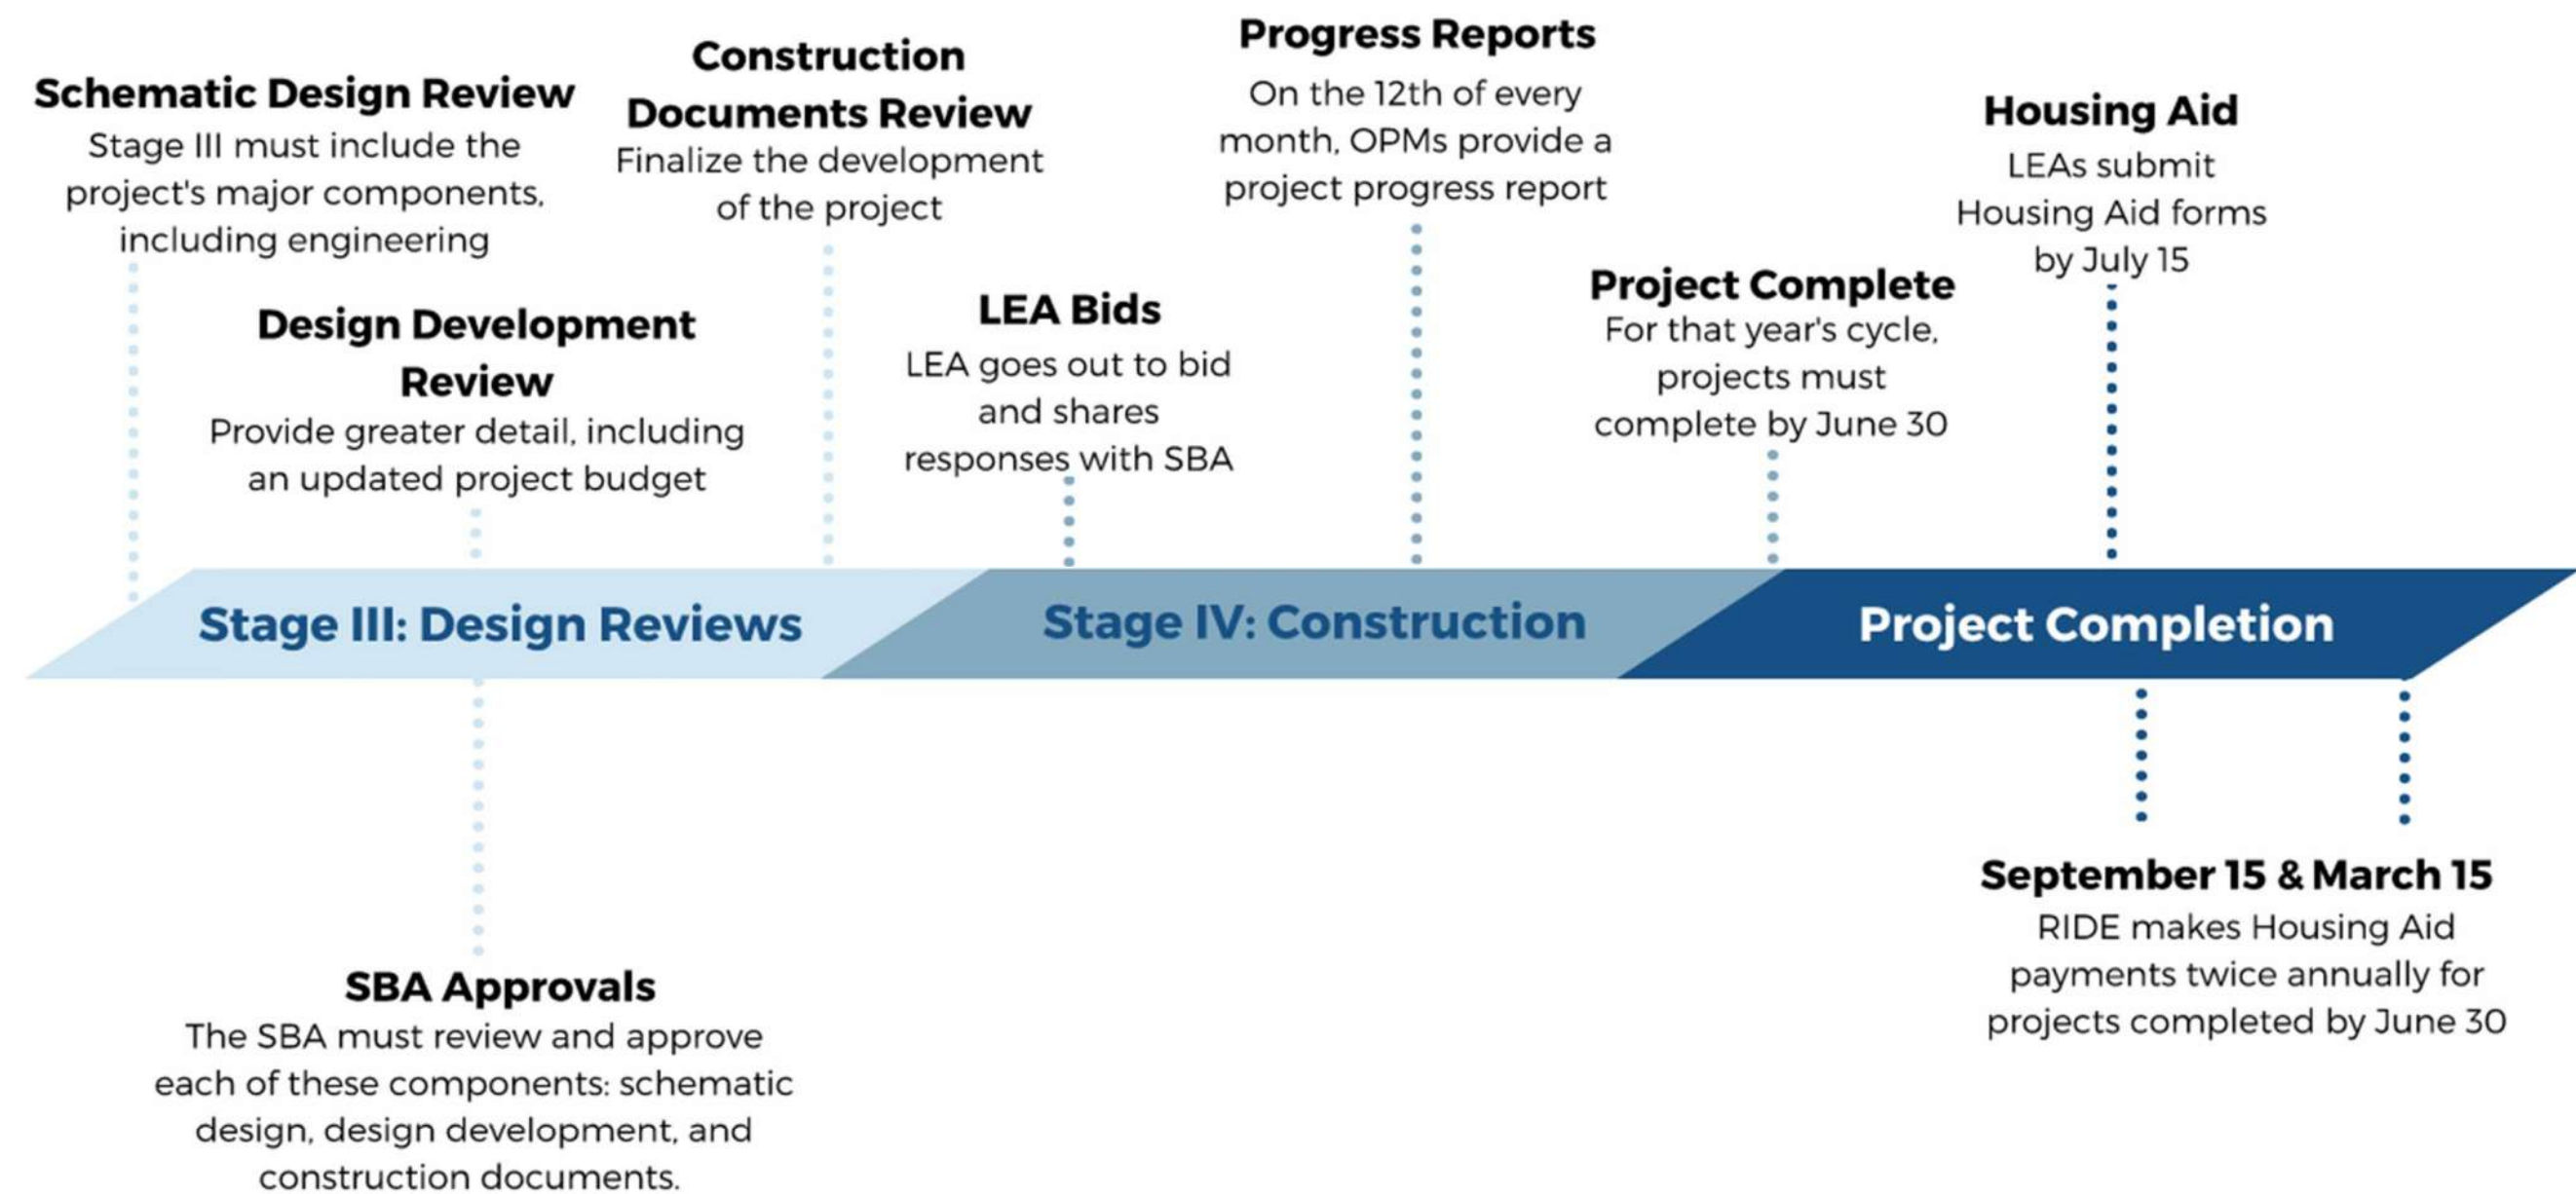 Schematic Design Review
Stage III must include the
project's major components,
including engineering
Design Development
Review
Provide greater detail, including
an updated project budget
Construction
Documents Review
Finalize the development
of the project
LEA Bids
LEA goes out to bid
and shares
responses with SBA
Progress Reports
On the 12th of every
month, OPMs provide a
project progress report
Project Complete
For that year's cycle,
projects must
complete by June 30
Housing Aid
LEAs submit
Housing Aid forms
by July 15
Stage III: Design Reviews
Stage IV: Construction
Project Completion
SBA Approvals
The SBA must review and approve
each of these components: schematic
design, design development, and
construction documents.
September 15 & March 15
RIDE makes Housing Aid
payments twice annually for
projects completed by June 30